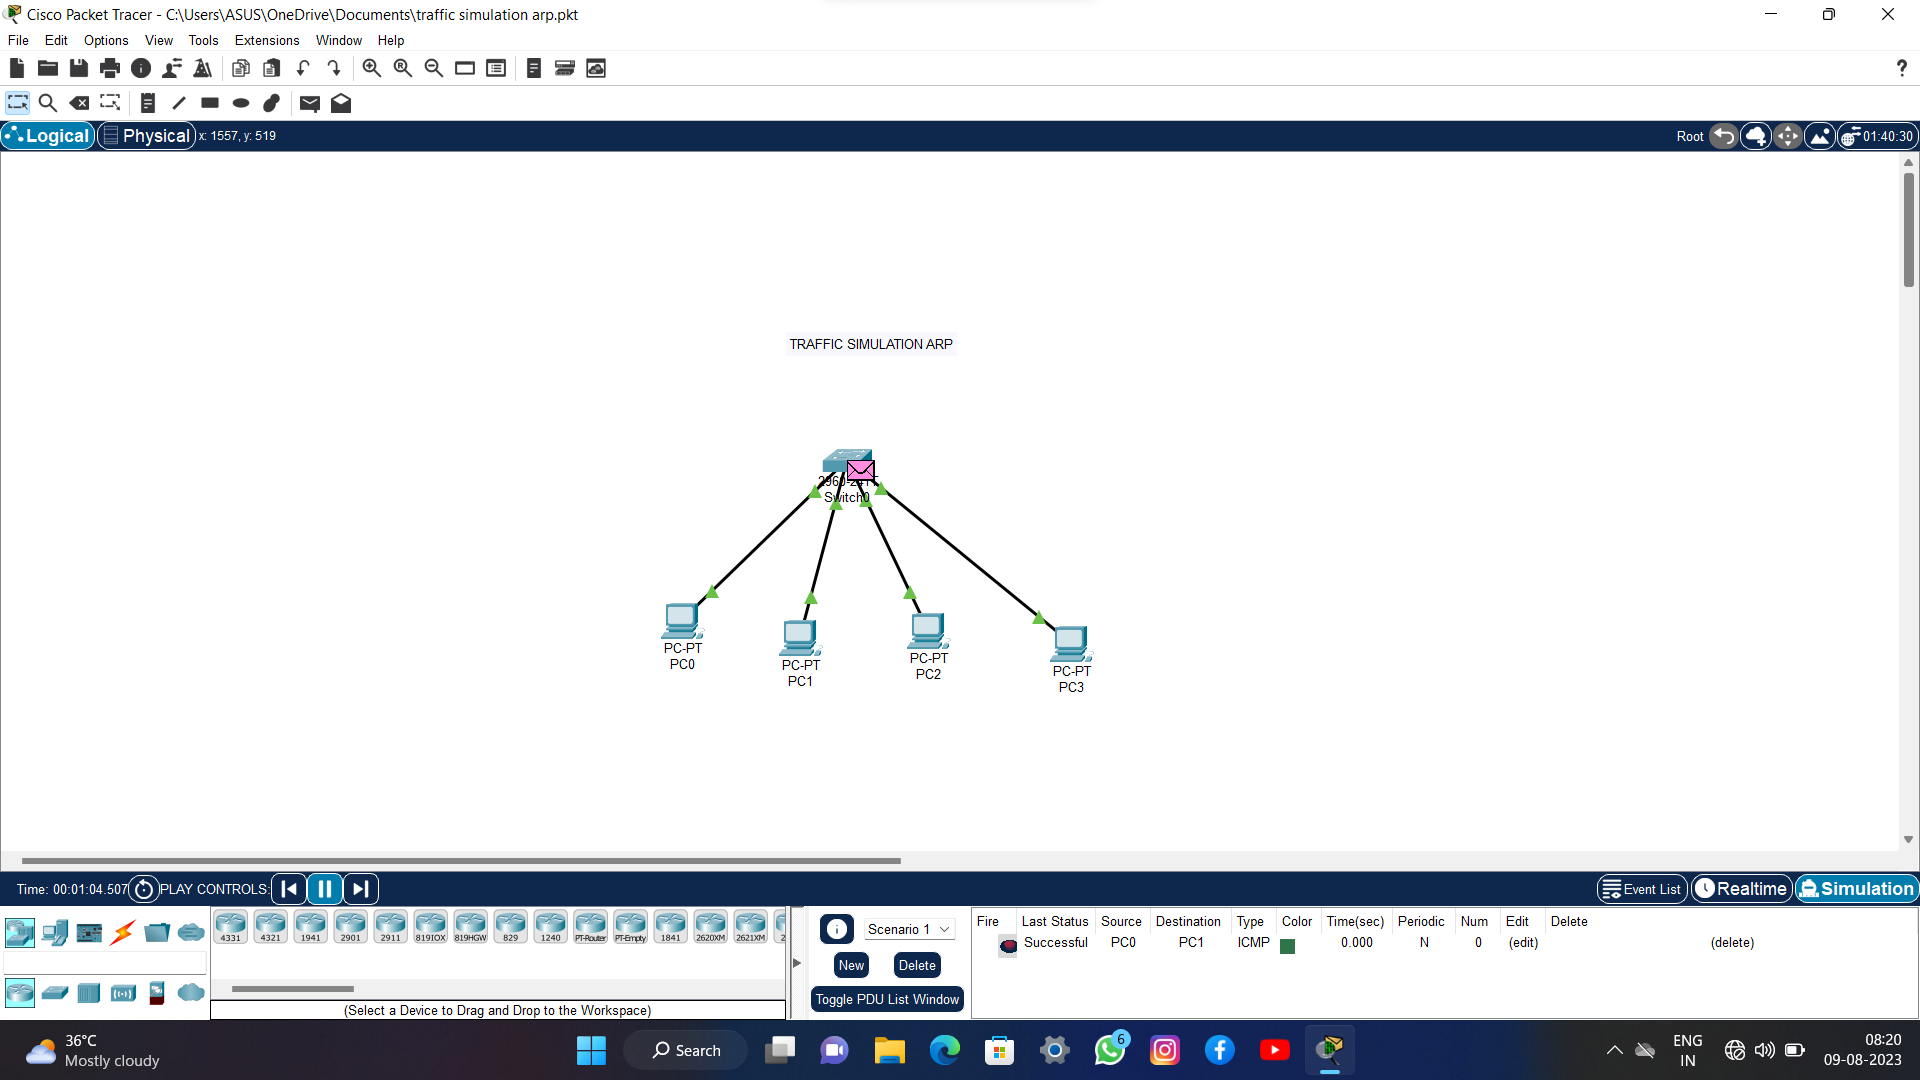 Cisco Packet Tracer - C:\Users\ASUS\OneDrive\Documents\traffic simulation arp.pkt
File Edit Options View Tools Extensions Window Help
?
Logical Physical x: 1557, y: 519 Root 01:40:30
TRAFFIC SIMULATION ARP
Switch0
PC-PT
PC0
PC-PT
PC1
PC-PT
PC2
PC-PT
PC3
Time: 00:01:04.507 PLAY CONTROLS: Event List Realtime Simulation
4331 4321 1941 2901 2911 819IOX 819HGW 829 1240 PT-Router PT-Empty 1841 2620XM 2621XM 2
(Select a Device to Drag and Drop to the Workspace)
Scenario 1
New Delete
Toggle PDU List Window
Fire Last Status Source Destination Type Color Time(sec) Periodic Num Edit Delete
Successful PC0 PC1 ICMP 0.000 N 0 (edit) (delete)
36°C
Mostly cloudy
Search
6
ENG
IN
08:20
09-08-2023